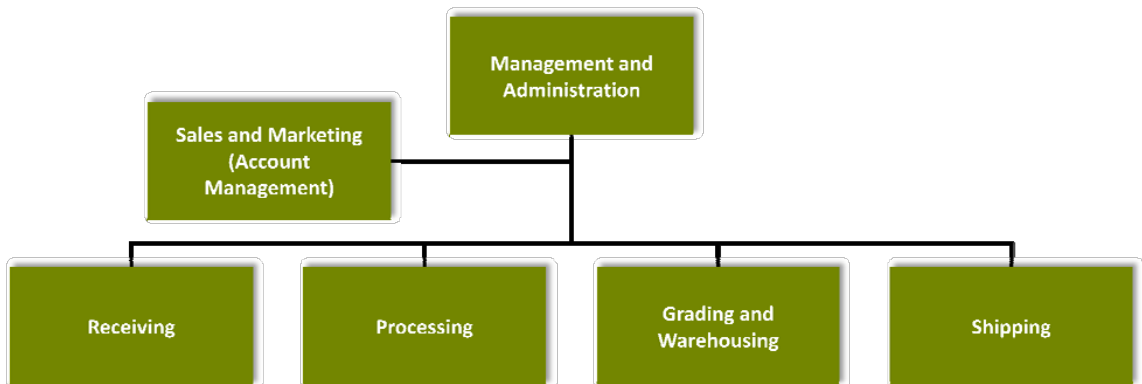 Management and
Administration
Sales and Marketing
(Account
Management)
Receiving
Processing
Grading and
Warehousing
Shipping